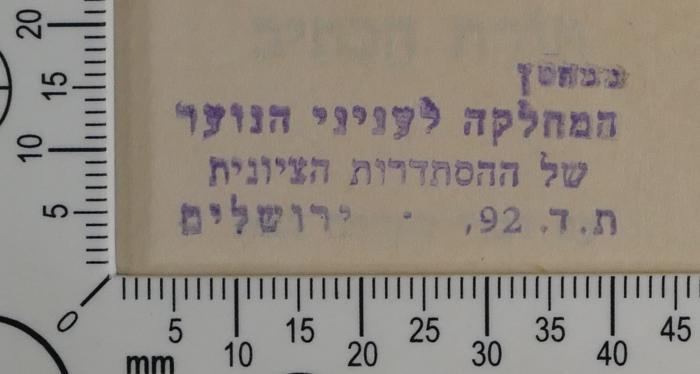 המחלקה לעניני הנוער
של ההסתדרות הציונית
ת.ד. 92, · ירושלים
20
15
10
5
0
5 10 15 20 25 30 35 40 45
mm